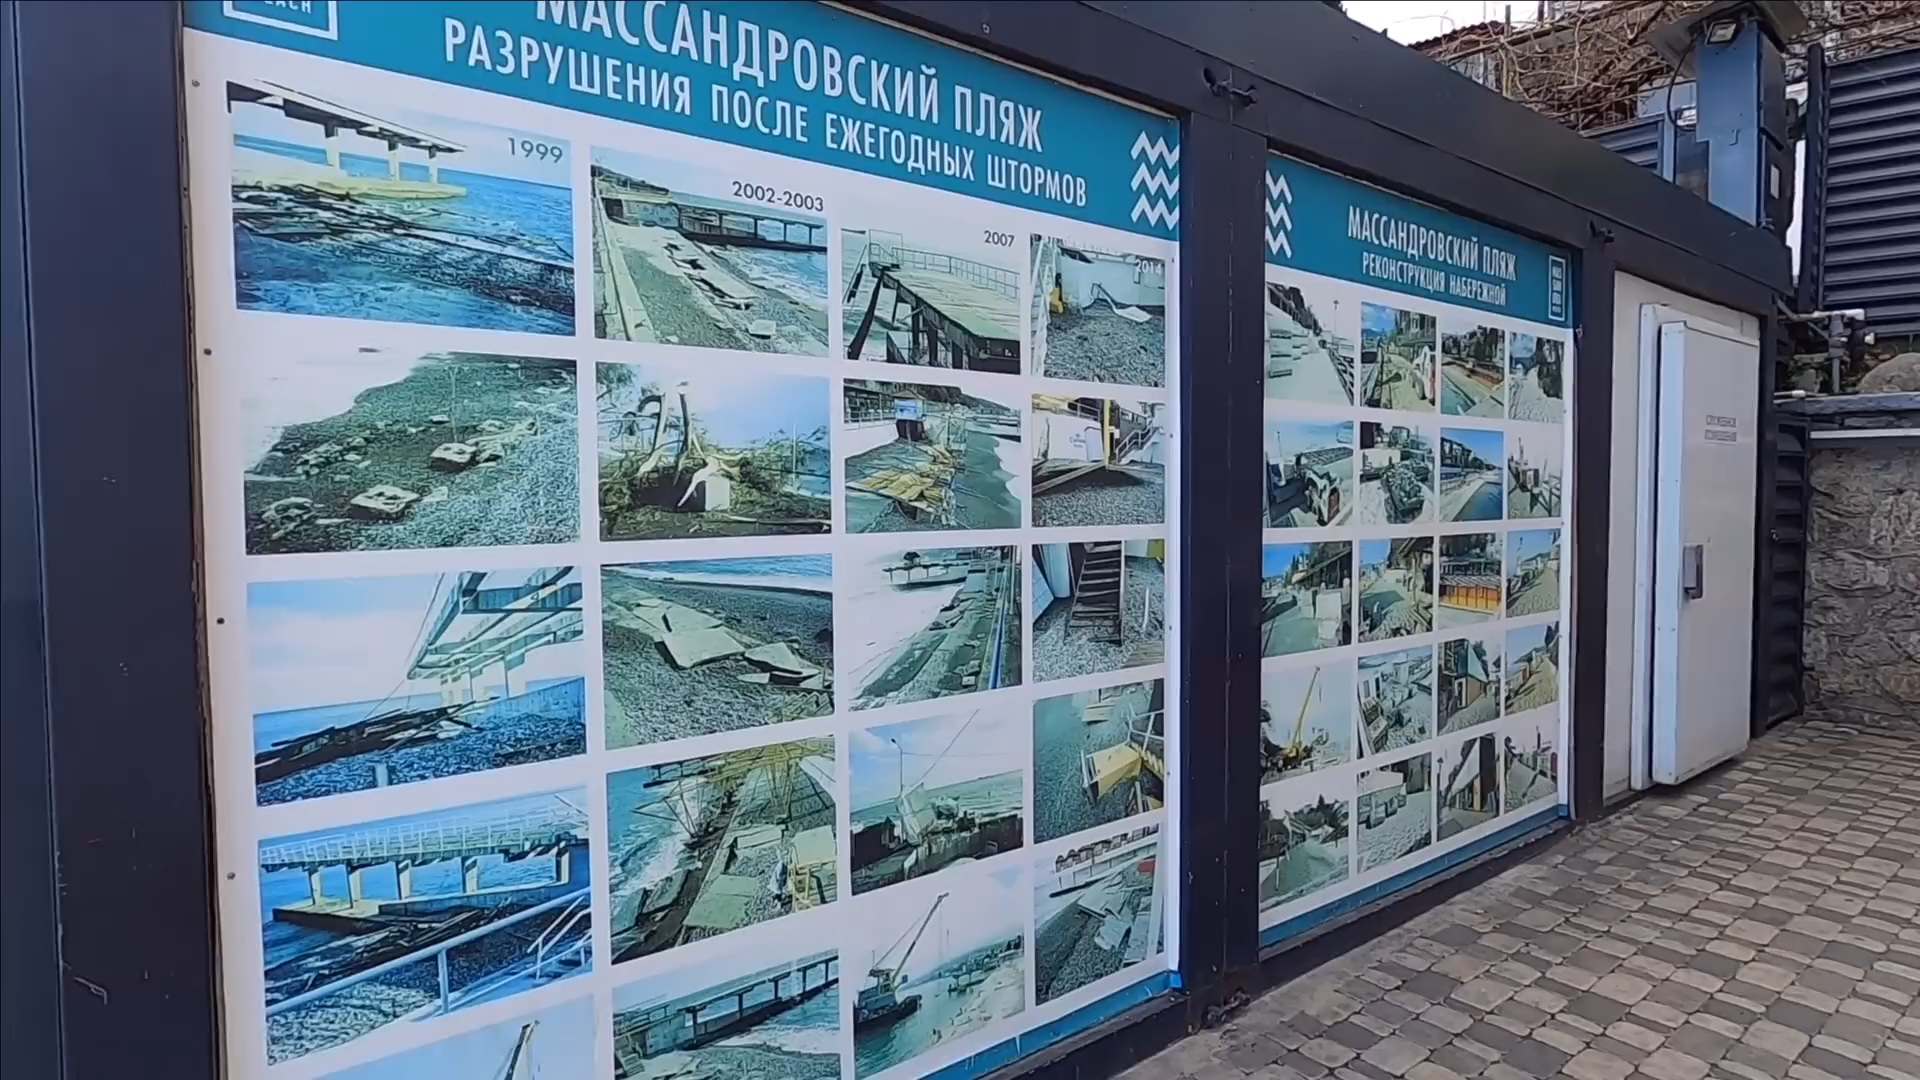 МАССАНДРОВСКИЙ ПЛЯЖ
РАЗРУШЕНИЯ ПОСЛЕ ЕЖЕГОДНЫХ ШТОРМОВ
1999
2002-2003
2007
2014
МАССАНДРОВСКИЙ ПЛЯЖ
РЕКОНСТРУКЦИЯ НАБЕРЕЖНОЙ